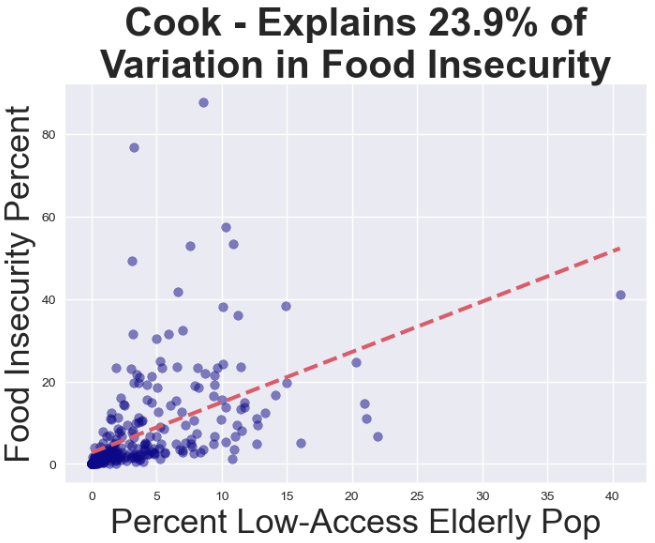 Cook - Explains 23.9% of
Variation in Food Insecurity
Food Insecurity Percent
80
60
40
20
0
0 5 10 15 20 25 30 35 40
Percent Low-Access Elderly Pop